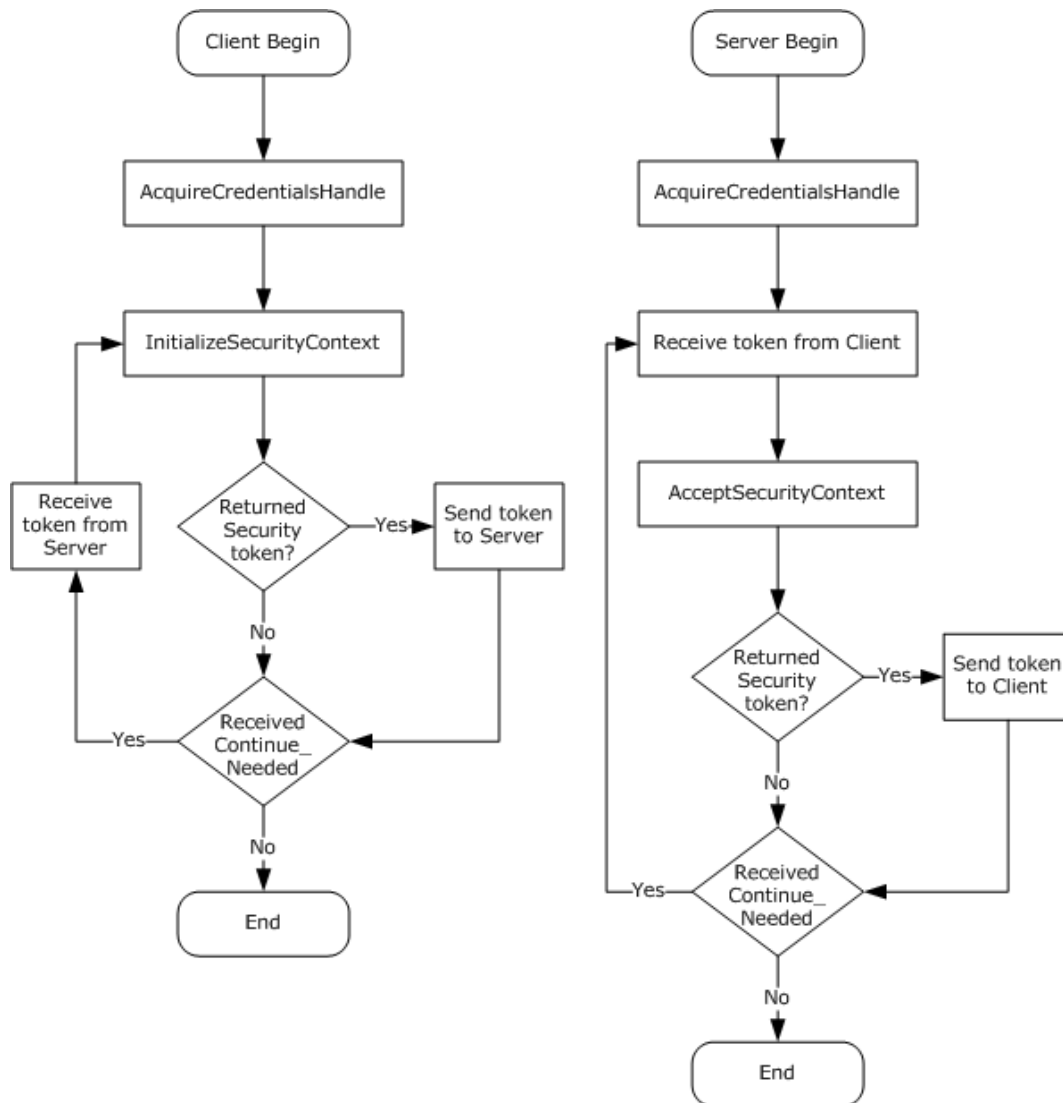 Client Begin
AcquireCredentialsHandle
InitializeSecurityContext
Receive
token from
Server
Returned
Security
token?
Yes
Send token
to Server
No
Received
Continue_
Needed
Yes
No
End
Server Begin
AcquireCredentialsHandle
Receive token from Client
AcceptSecurityContext
Returned
Security
token?
Yes
Send token
to Client
No
Received
Continue_
Needed
Yes
No
End